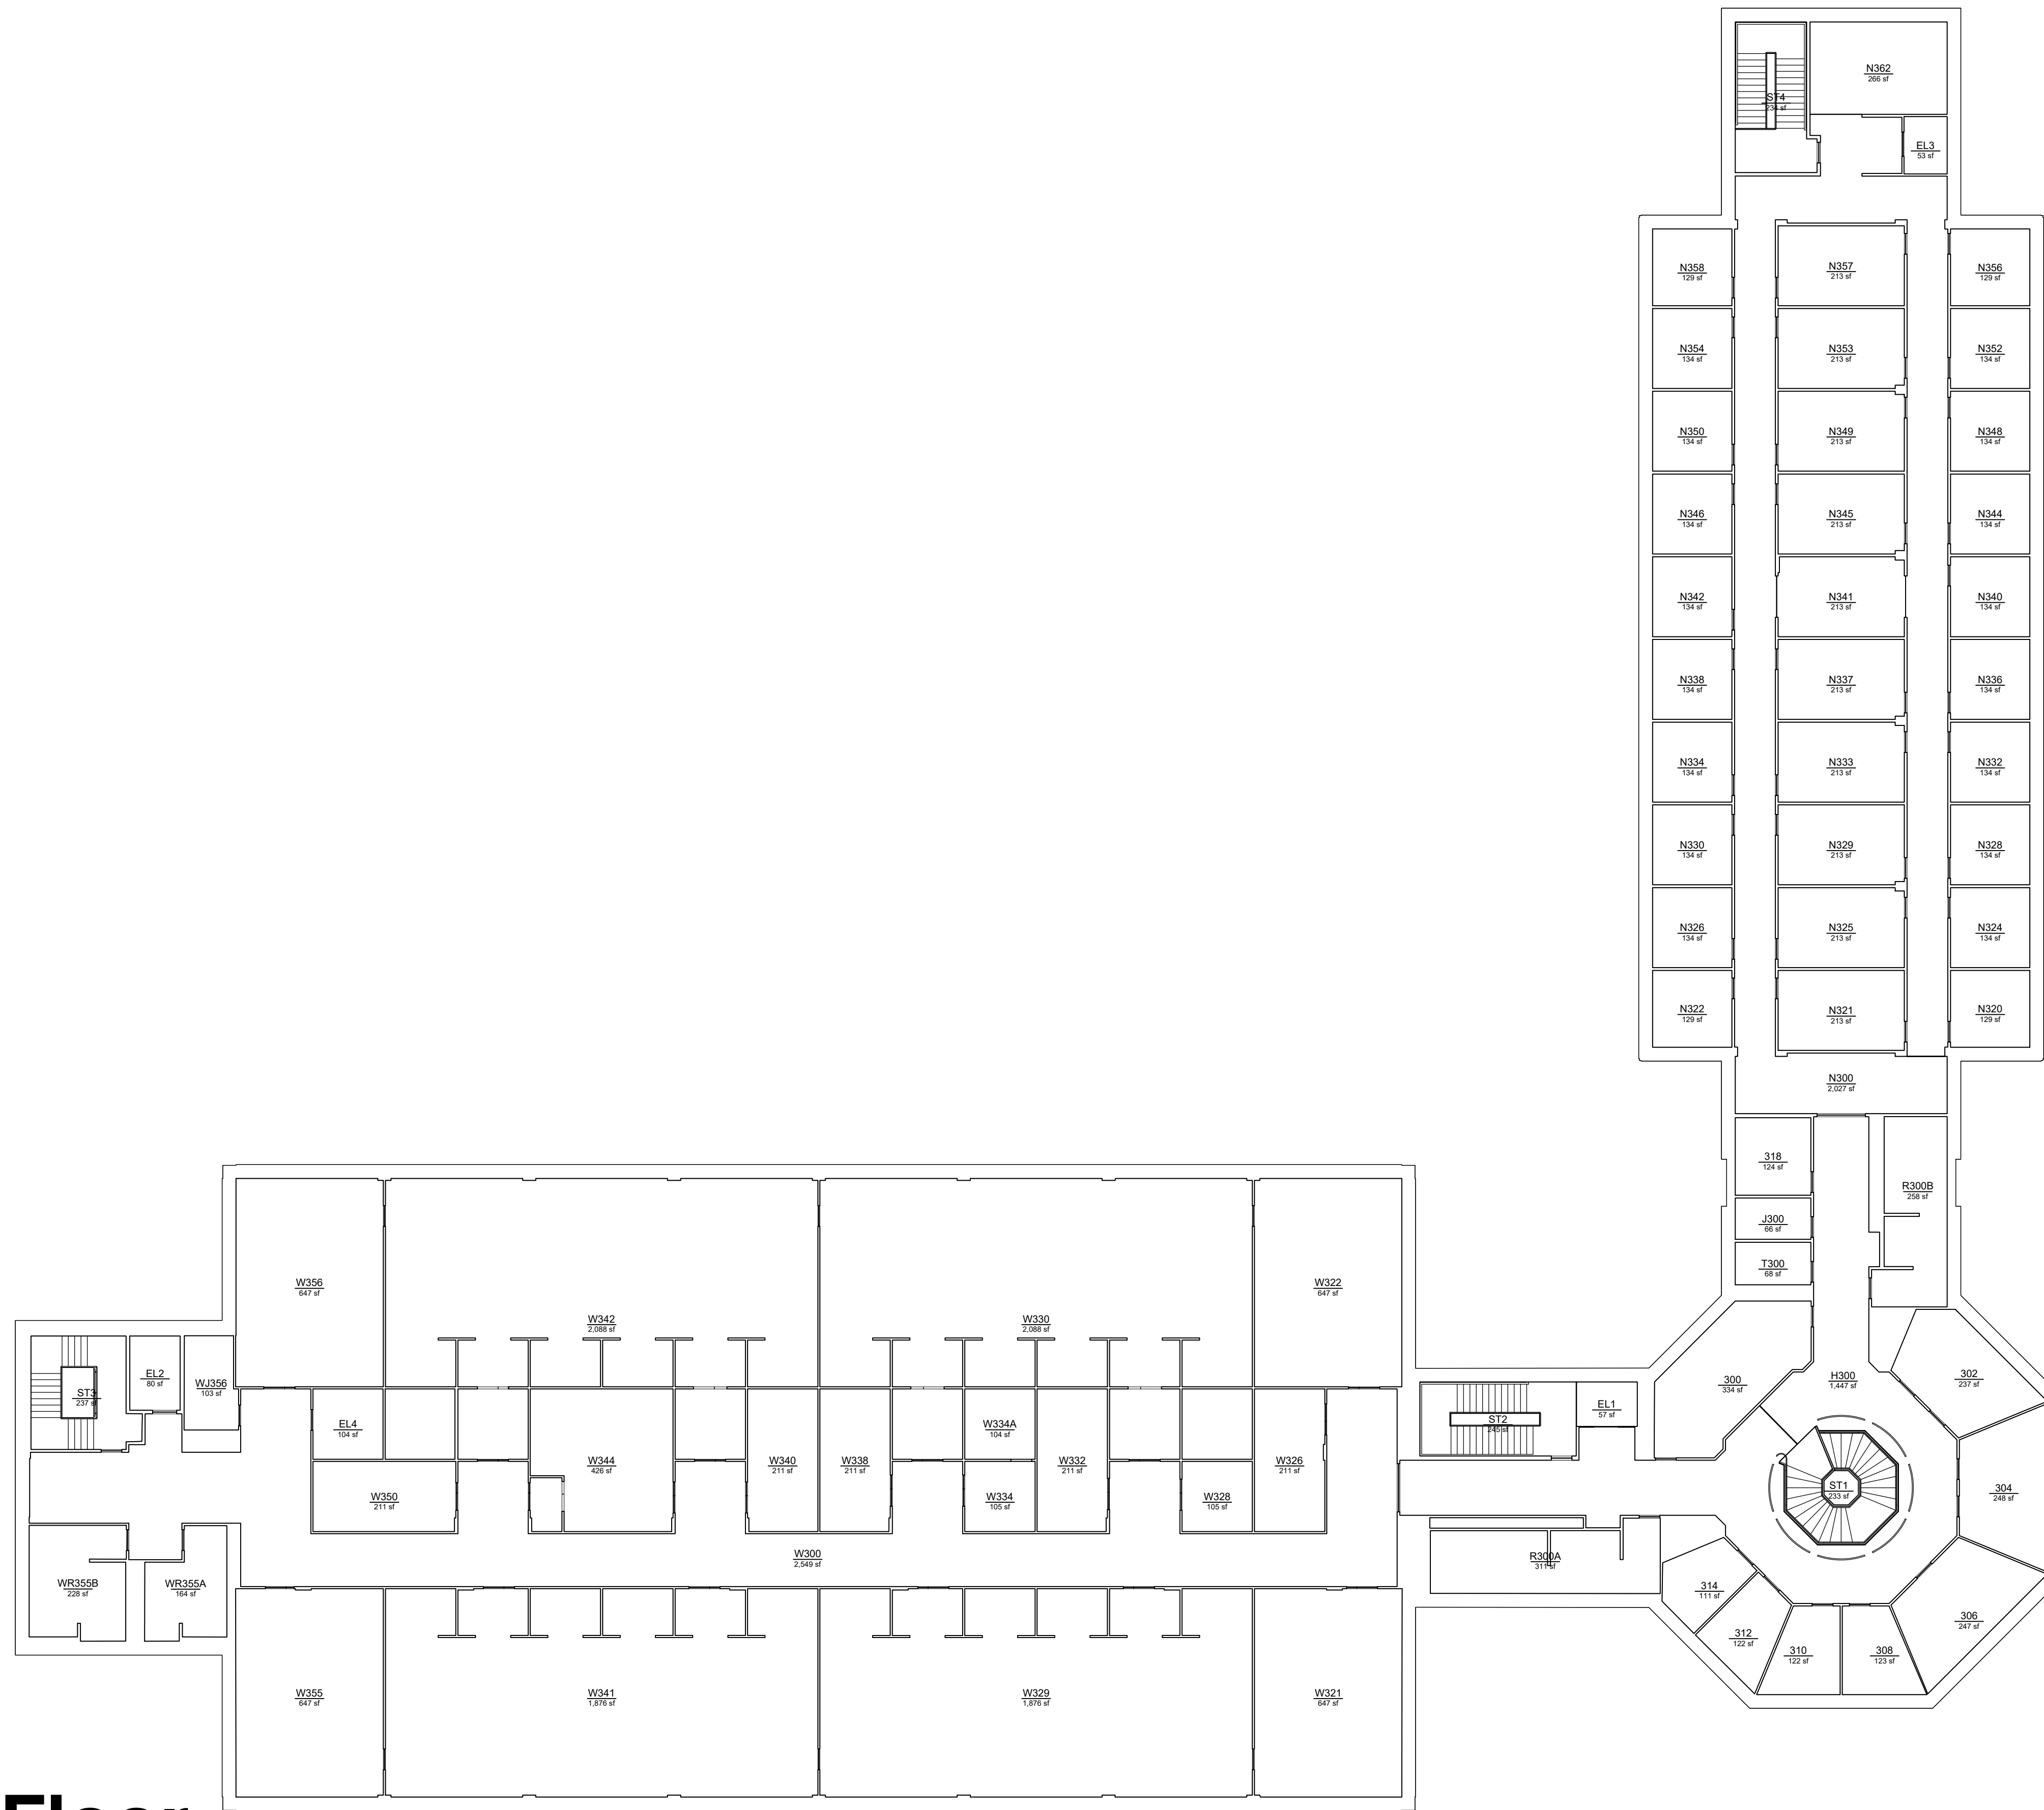 N362
266 sf
ST4
234 sf
EL3
53 sf
N358
129 sf
N357
213 sf
N356
129 sf
N354
134 sf
N353
213 sf
N352
134 sf
N350
134 sf
N349
213 sf
N348
134 sf
N346
134 sf
N345
213 sf
N344
134 sf
N342
134 sf
N341
213 sf
N340
134 sf
N338
134 sf
N337
213 sf
N336
134 sf
N334
134 sf
N333
213 sf
N332
134 sf
N330
134 sf
N329
213 sf
N328
134 sf
N326
134 sf
N325
213 sf
N324
134 sf
N322
129 sf
N321
213 sf
N320
129 sf
N300
2,027 sf
318
124 sf
R300B
258 sf
J300
66 sf
T300
68 sf
W356
647 sf
W342
2,088 sf
W330
2,088 sf
W322
647 sf
ST3
237 sf
EL2
80 sf
WJ356
103 sf
300
334 sf
H300
1,447 sf
302
237 sf
EL1
57 sf
ST2
245 sf
EL4
104 sf
W334A
104 sf
W344
426 sf
W340
211 sf
W338
211 sf
W332
211 sf
W326
211 sf
W350
211 sf
W334
105 sf
W328
105 sf
ST1
233 sf
304
248 sf
W300
2,549 sf
R300A
311 sf
WR355B
228 sf
WR355A
164 sf
314
111 sf
312
122 sf
310
122 sf
308
123 sf
306
247 sf
W355
647 sf
W341
1,876 sf
W329
1,876 sf
W321
647 sf
Floor